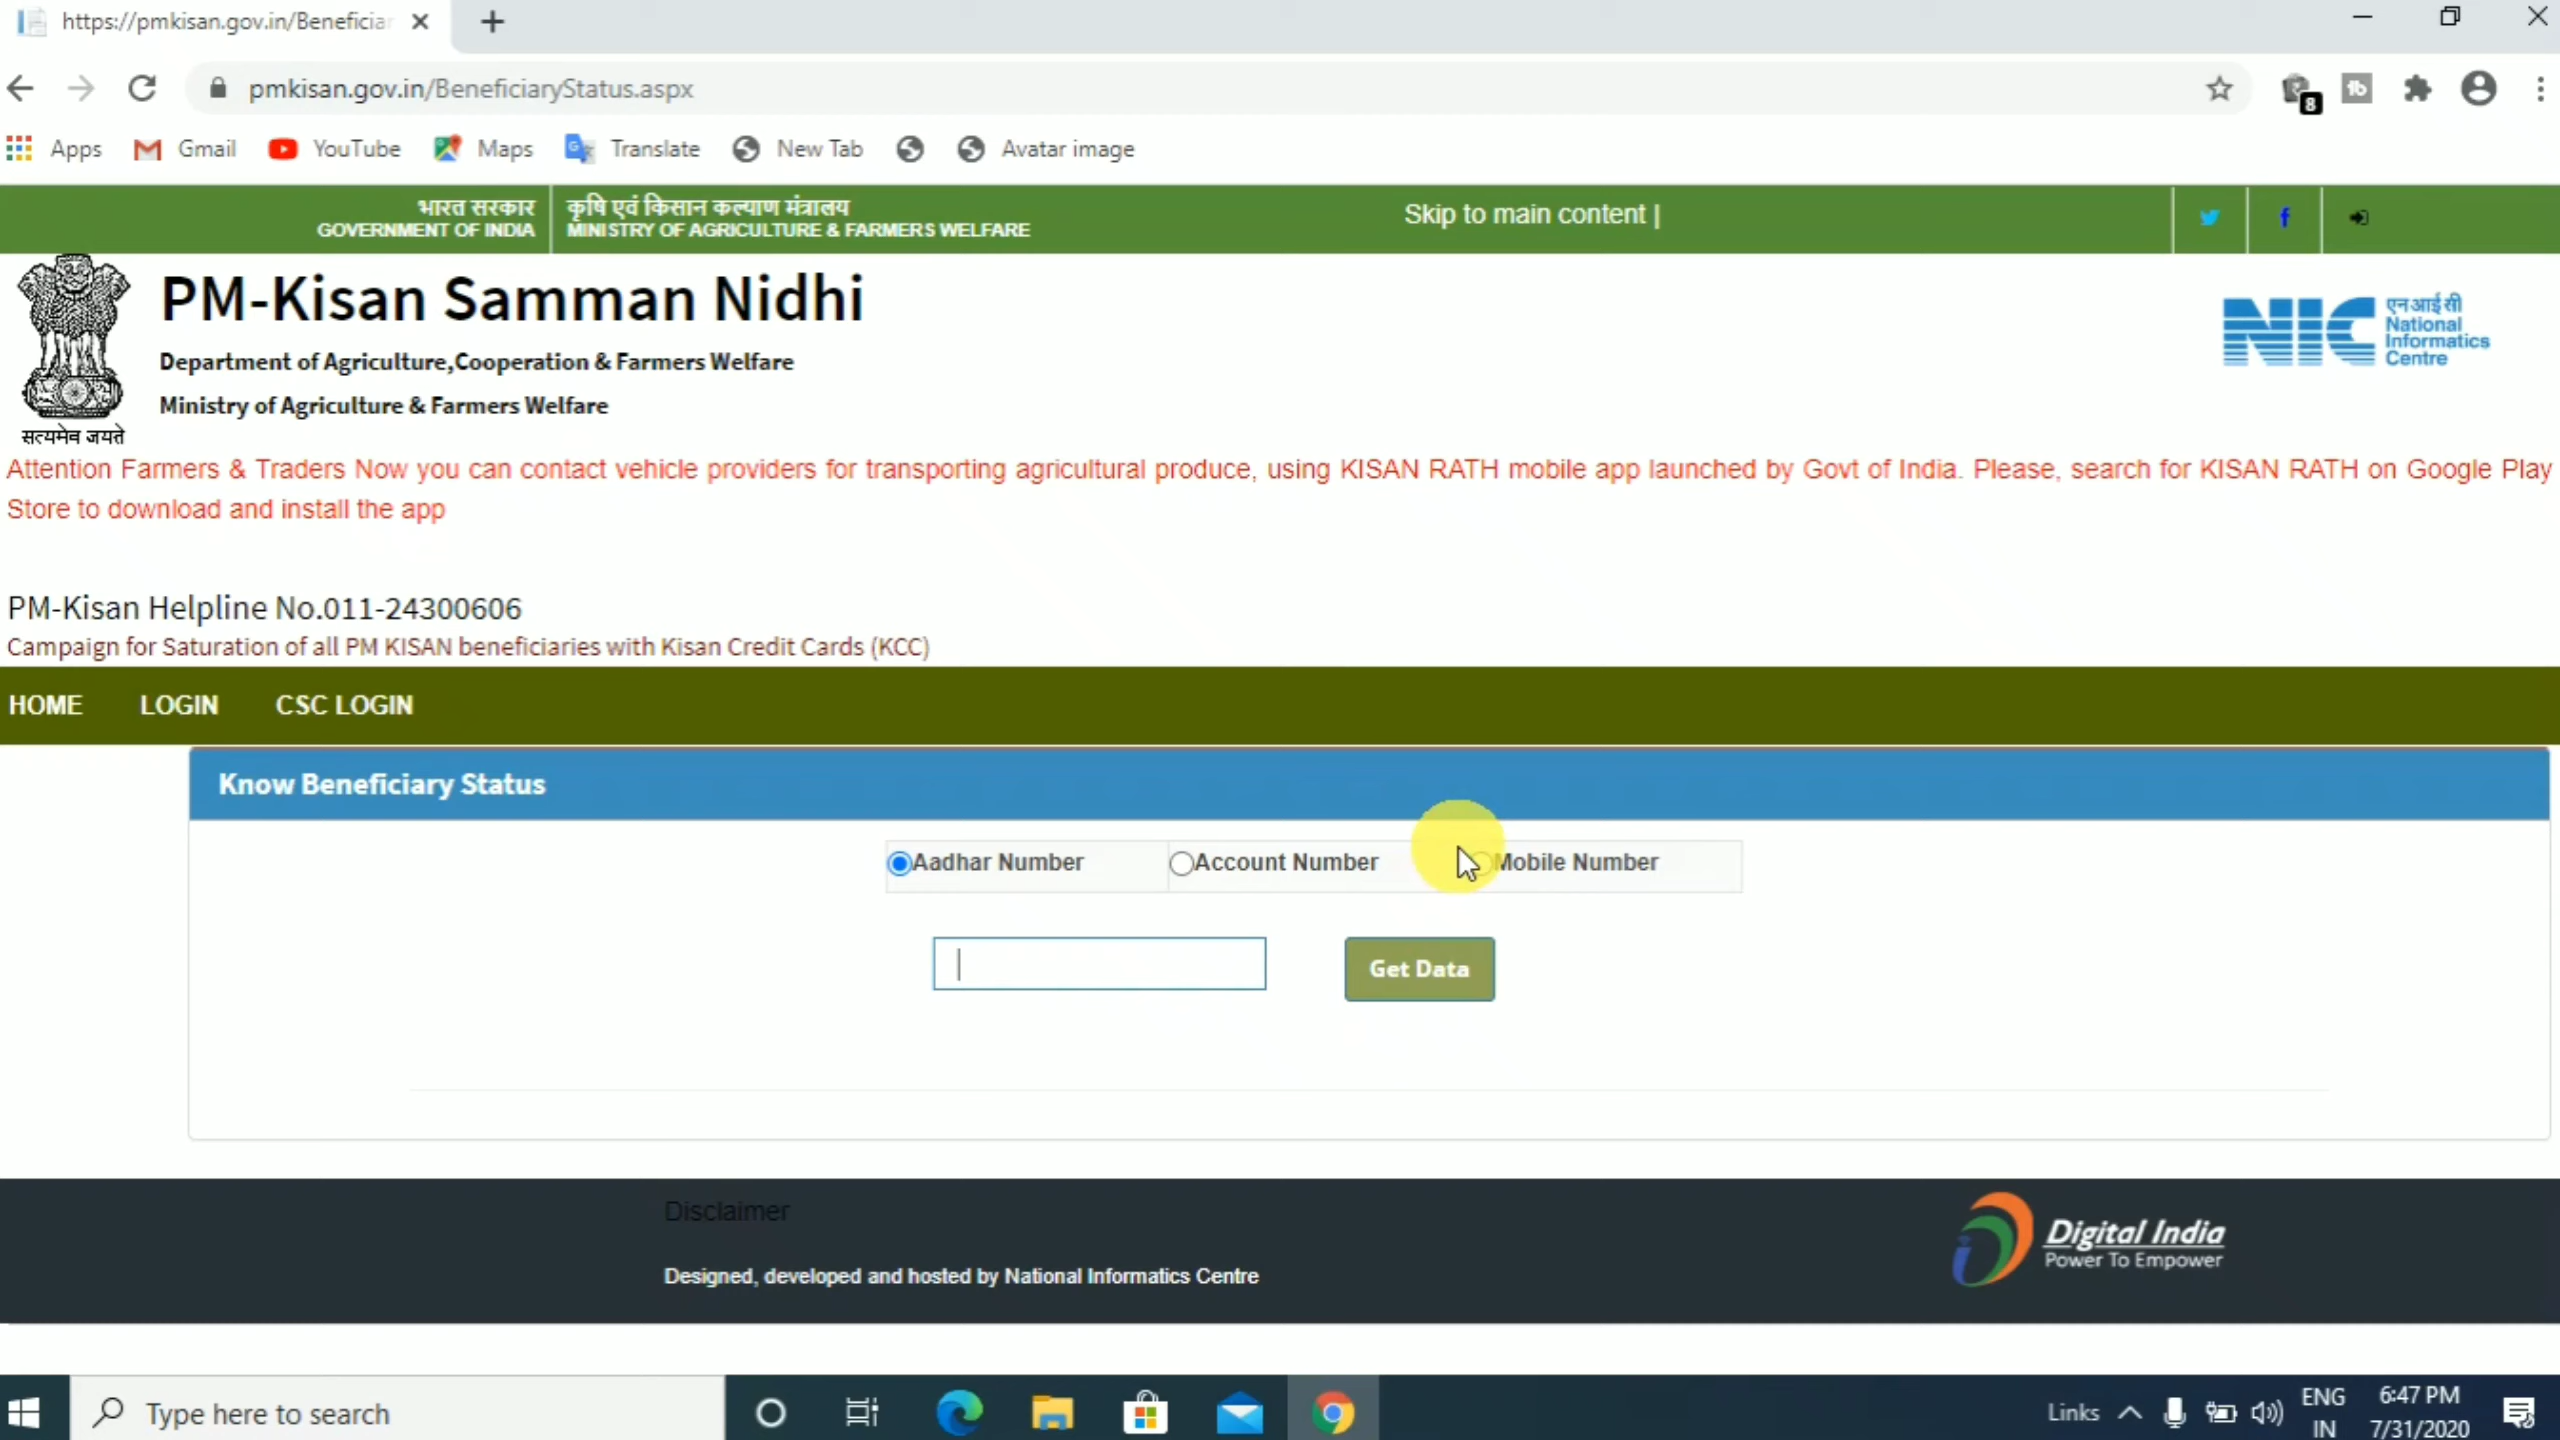 https://pmkisan.gov.in/Beneficiar
pmkisan.gov.in/BeneficiaryStatus.aspx
8
Apps
Gmail
YouTube
Maps
Translate
New Tab
Avatar image
भारत सरकार
GOVERNMENT OF INDIA
कृषि एवं किसान कल्याण मंत्रालय
MINISTRY OF AGRICULTURE & FARMERS WELFARE
Skip to main content |
PM-Kisan Samman Nidhi
Department of Agriculture,Cooperation & Farmers Welfare
Ministry of Agriculture & Farmers Welfare
सत्यमेव जयते
NIC
एन आई सी
National
Informatics
Centre
Attention Farmers & Traders Now you can contact vehicle providers for transporting agricultural produce, using KISAN RATH mobile app launched by Govt of India. Please, search for KISAN RATH on Google Play
Store to download and install the app
PM-Kisan Helpline No.011-24300606
Campaign for Saturation of all PM KISAN beneficiaries with Kisan Credit Cards (KCC)
HOME
LOGIN
CSC LOGIN
Know Beneficiary Status
Aadhar Number
Account Number
Mobile Number
Get Data
Disclaimer
Designed, developed and hosted by National Informatics Centre
Digital India
Power To Empower
Type here to search
Links
ENG
IN
6:47 PM
7/31/2020